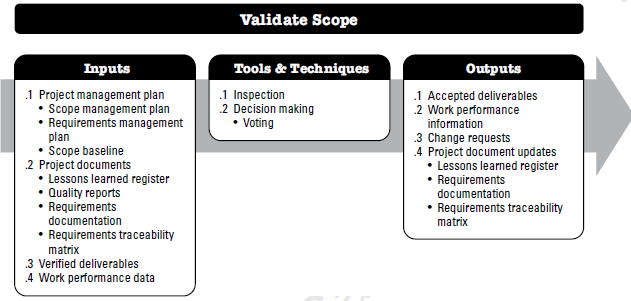 Validate Scope
Inputs
.1 Project management plan
• Scope management plan
• Requirements management
plan
• Scope baseline
.2 Project documents
• Lessons learned register
• Quality reports
• Requirements
documentation
• Requirements traceability
matrix
.3 Verified deliverables
.4 Work performance data
Tools & Techniques
.1 Inspection
.2 Decision making
• Voting
Outputs
.1 Accepted deliverables
.2 Work performance
information
.3 Change requests
.4 Project document updates
• Lessons learned register
• Requirements
documentation
• Requirements traceability
matrix